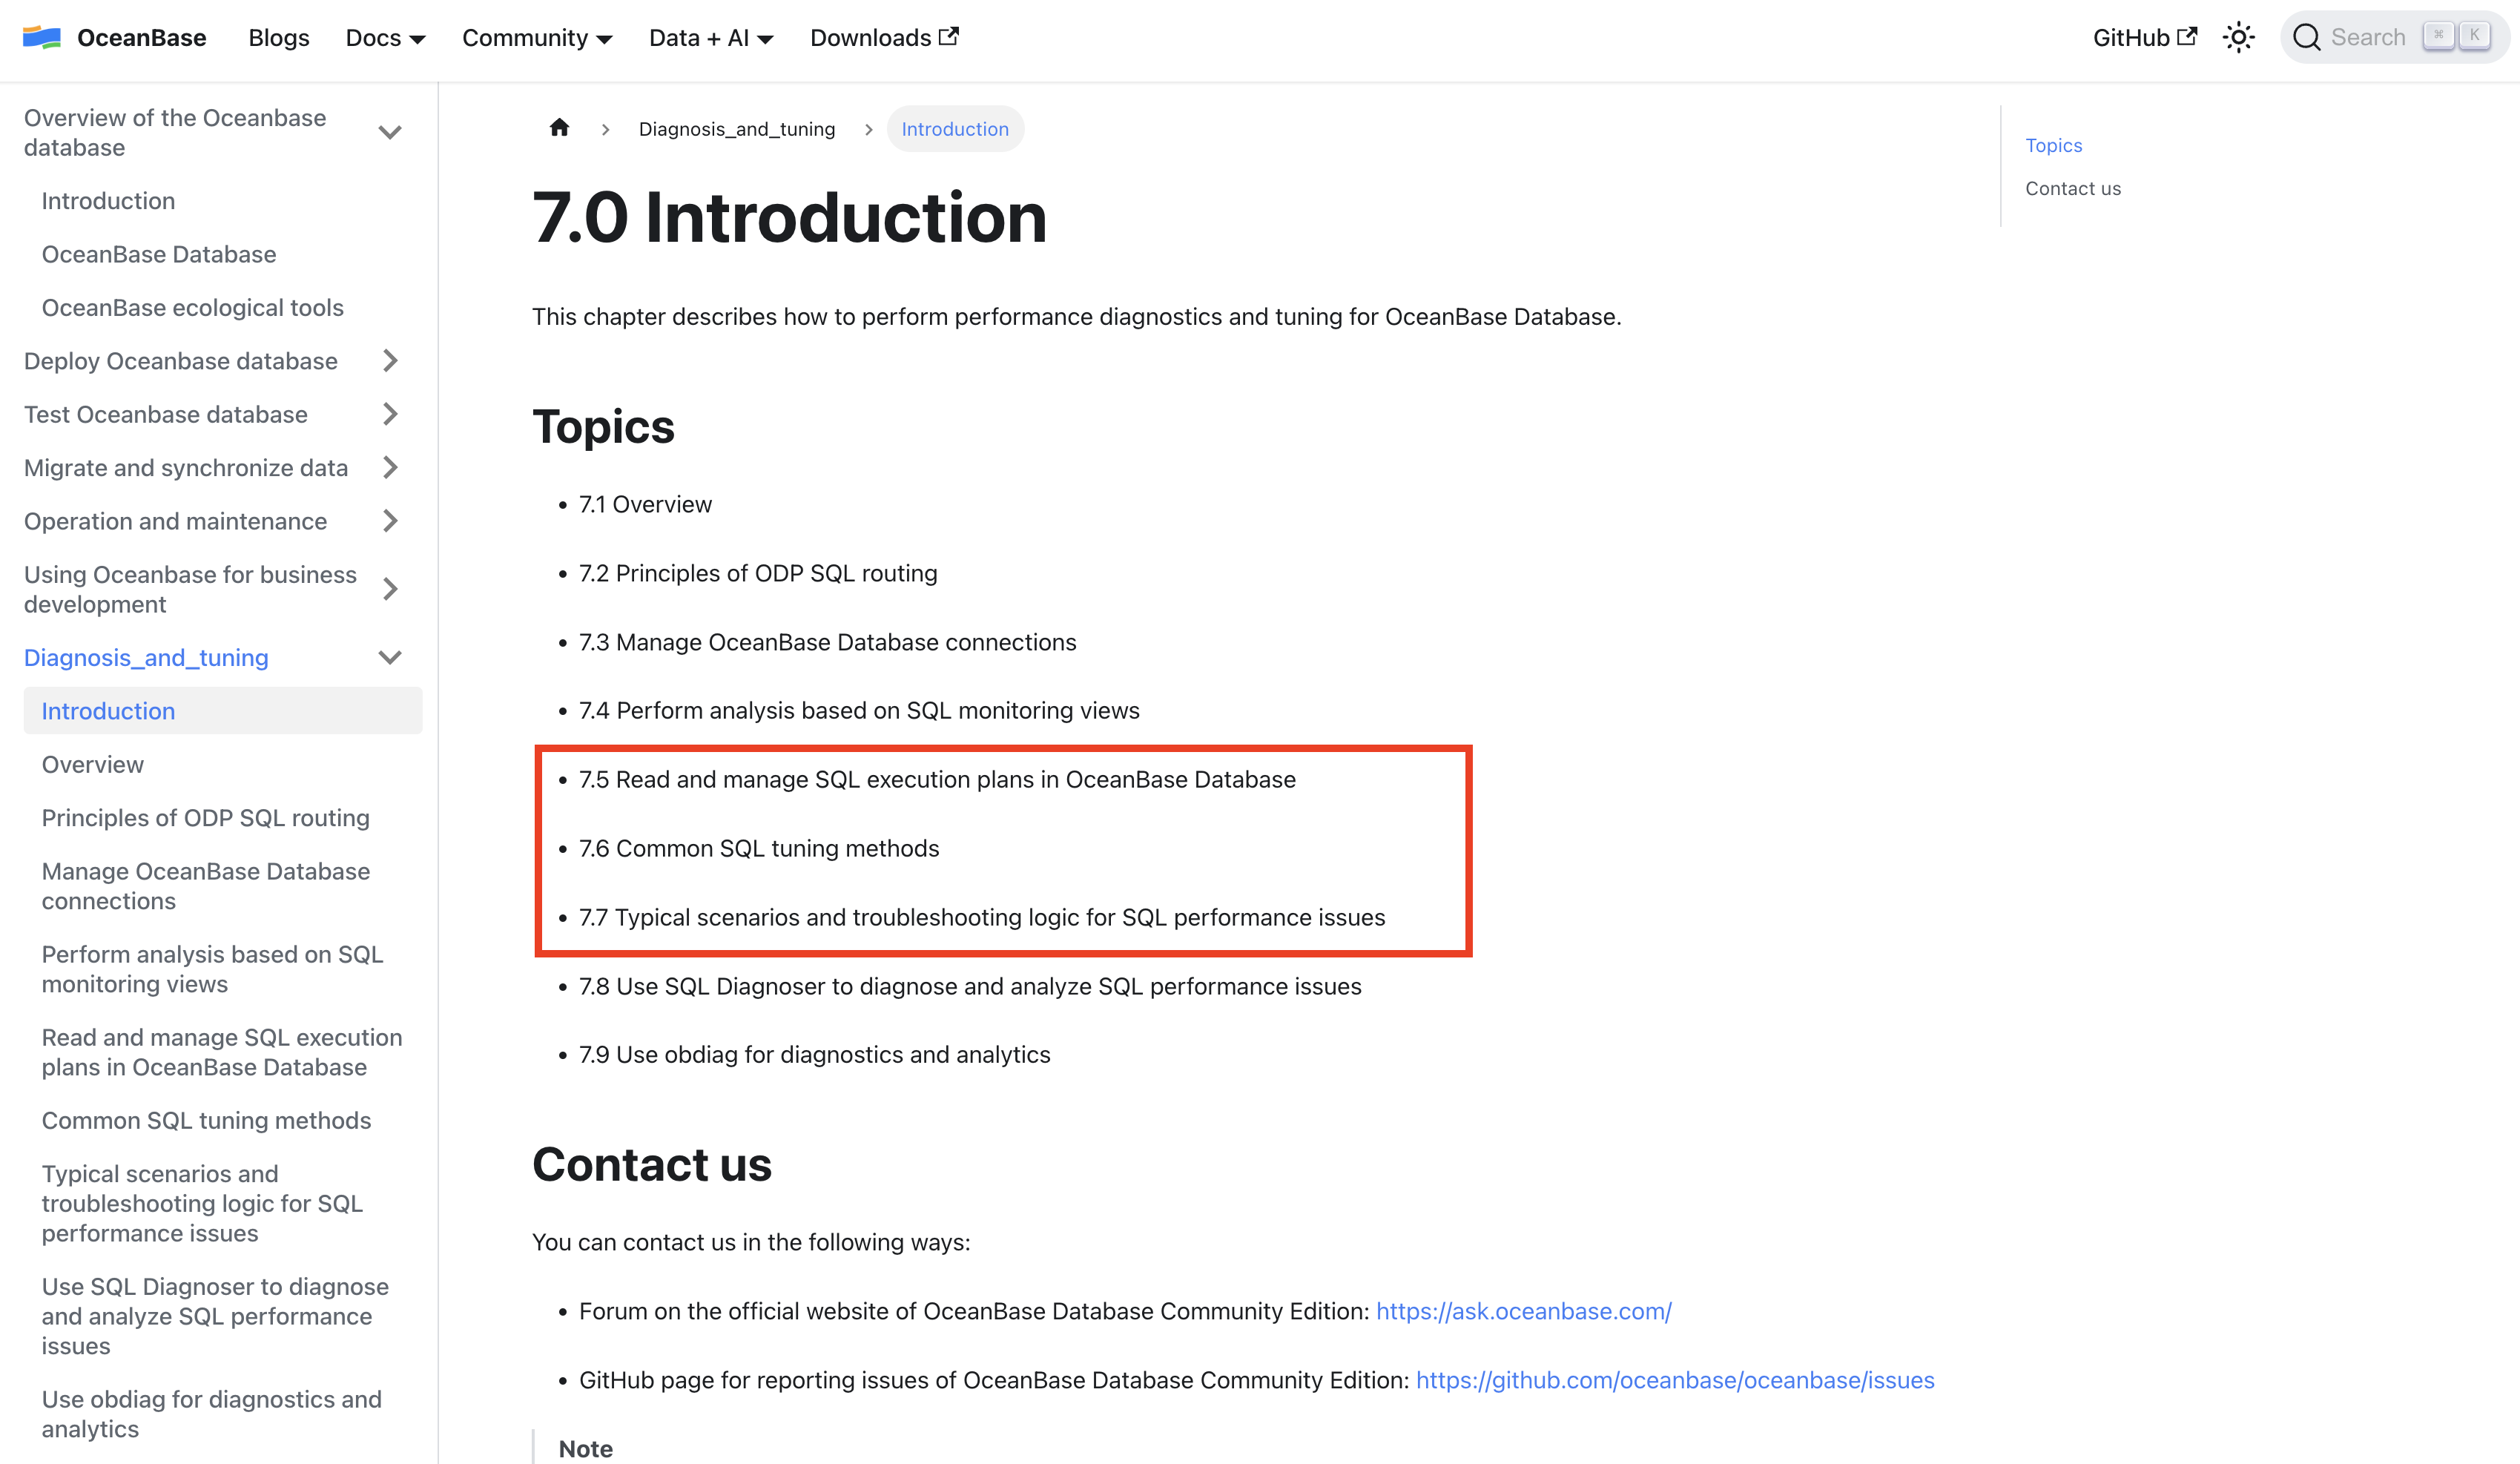 OceanBase Blogs Docs Community Data + AI Downloads GitHub Search ⌘ K
Overview of the Oceanbase
database
Introduction
OceanBase Database
OceanBase ecological tools
Deploy Oceanbase database
Test Oceanbase database
Migrate and synchronize data
Operation and maintenance
Using Oceanbase for business
development
Diagnosis_and_tuning
Introduction
Overview
Principles of ODP SQL routing
Manage OceanBase Database
connections
Perform analysis based on SQL
monitoring views
Read and manage SQL execution
plans in OceanBase Database
Common SQL tuning methods
Typical scenarios and
troubleshooting logic for SQL
performance issues
Use SQL Diagnoser to diagnose
and analyze SQL performance
issues
Use obdiag for diagnostics and
analytics
Diagnosis_and_tuning Introduction
7.0 Introduction
This chapter describes how to perform performance diagnostics and tuning for OceanBase Database.
Topics
• 7.1 Overview
• 7.2 Principles of ODP SQL routing
• 7.3 Manage OceanBase Database connections
• 7.4 Perform analysis based on SQL monitoring views
• 7.5 Read and manage SQL execution plans in OceanBase Database
• 7.6 Common SQL tuning methods
• 7.7 Typical scenarios and troubleshooting logic for SQL performance issues
• 7.8 Use SQL Diagnoser to diagnose and analyze SQL performance issues
• 7.9 Use obdiag for diagnostics and analytics
Contact us
You can contact us in the following ways:
• Forum on the official website of OceanBase Database Community Edition: https://ask.oceanbase.com/
• GitHub page for reporting issues of OceanBase Database Community Edition: https://github.com/oceanbase/oceanbase/issues
Note
Topics
Contact us